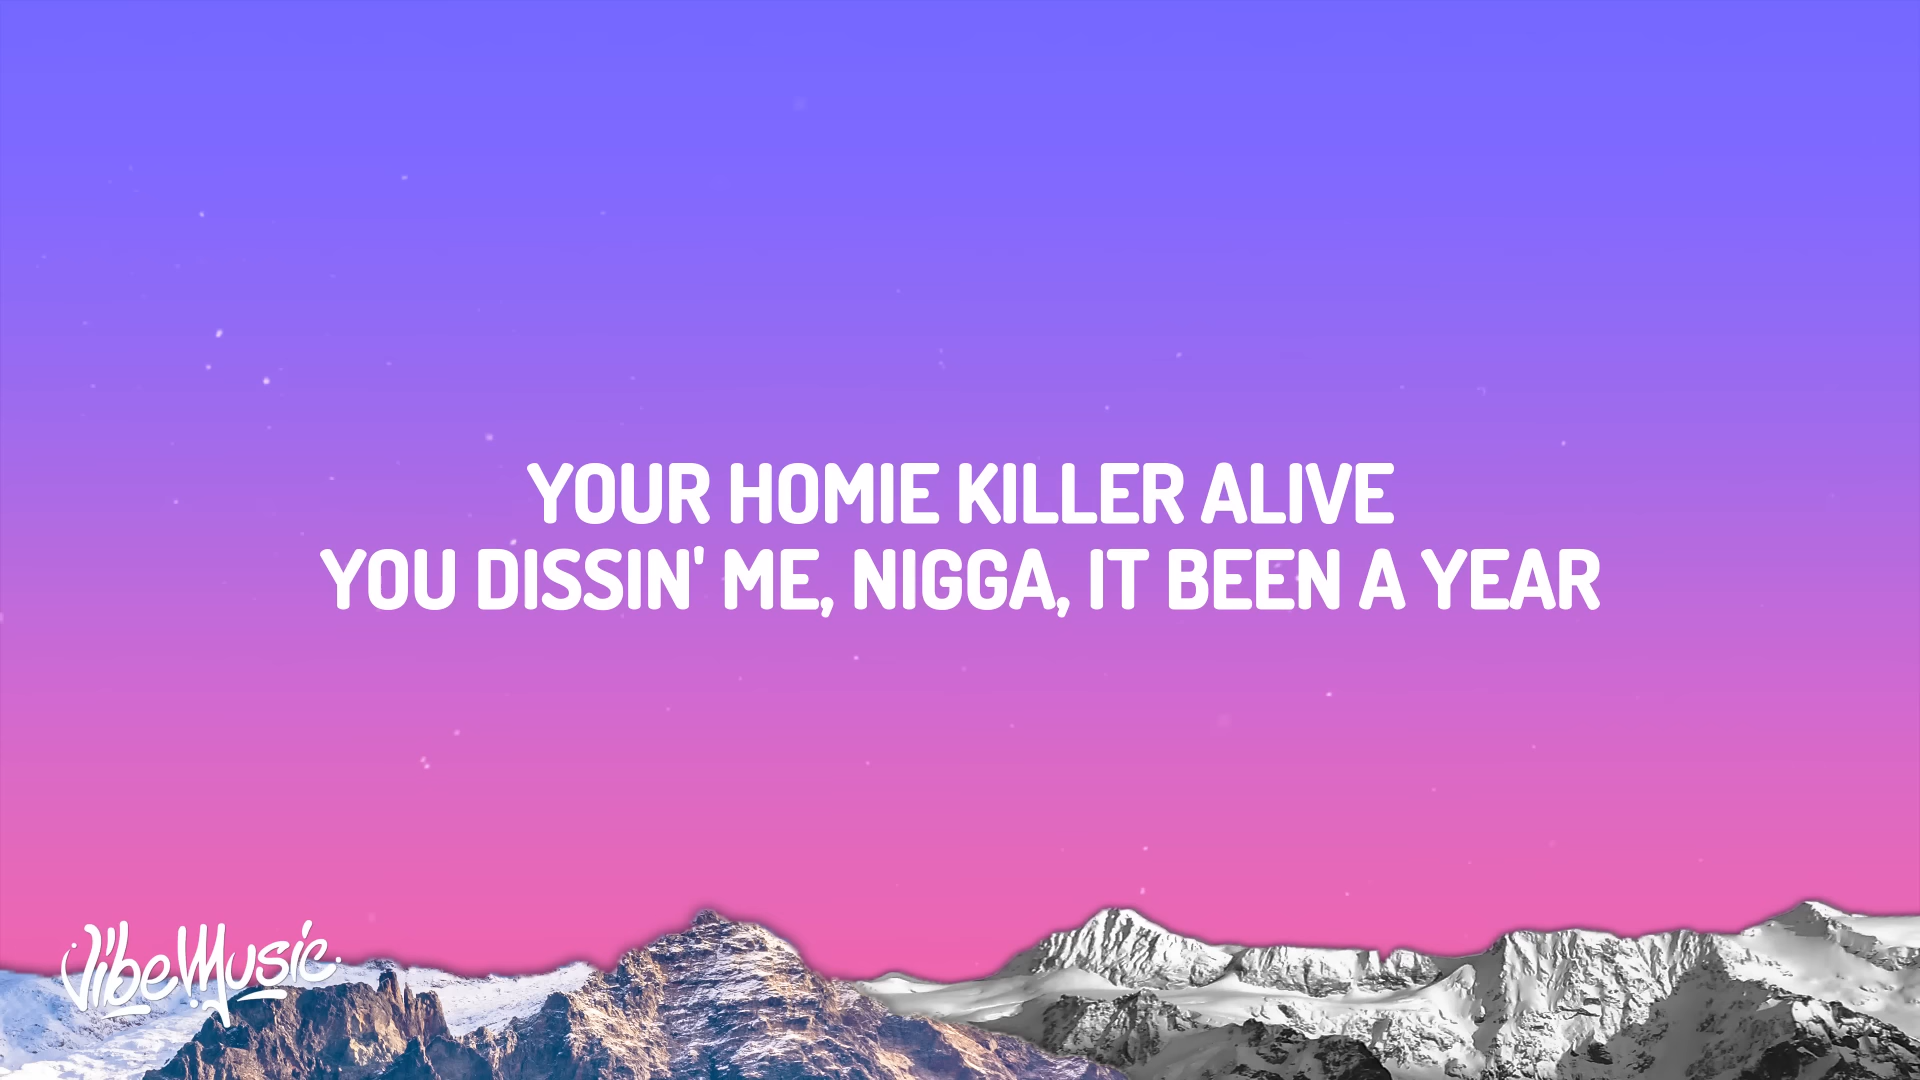 YOUR HOMIE KILLER ALIVE
YOU DISSIN' ME, NIGGA, IT BEEN A YEAR
VibeMusic